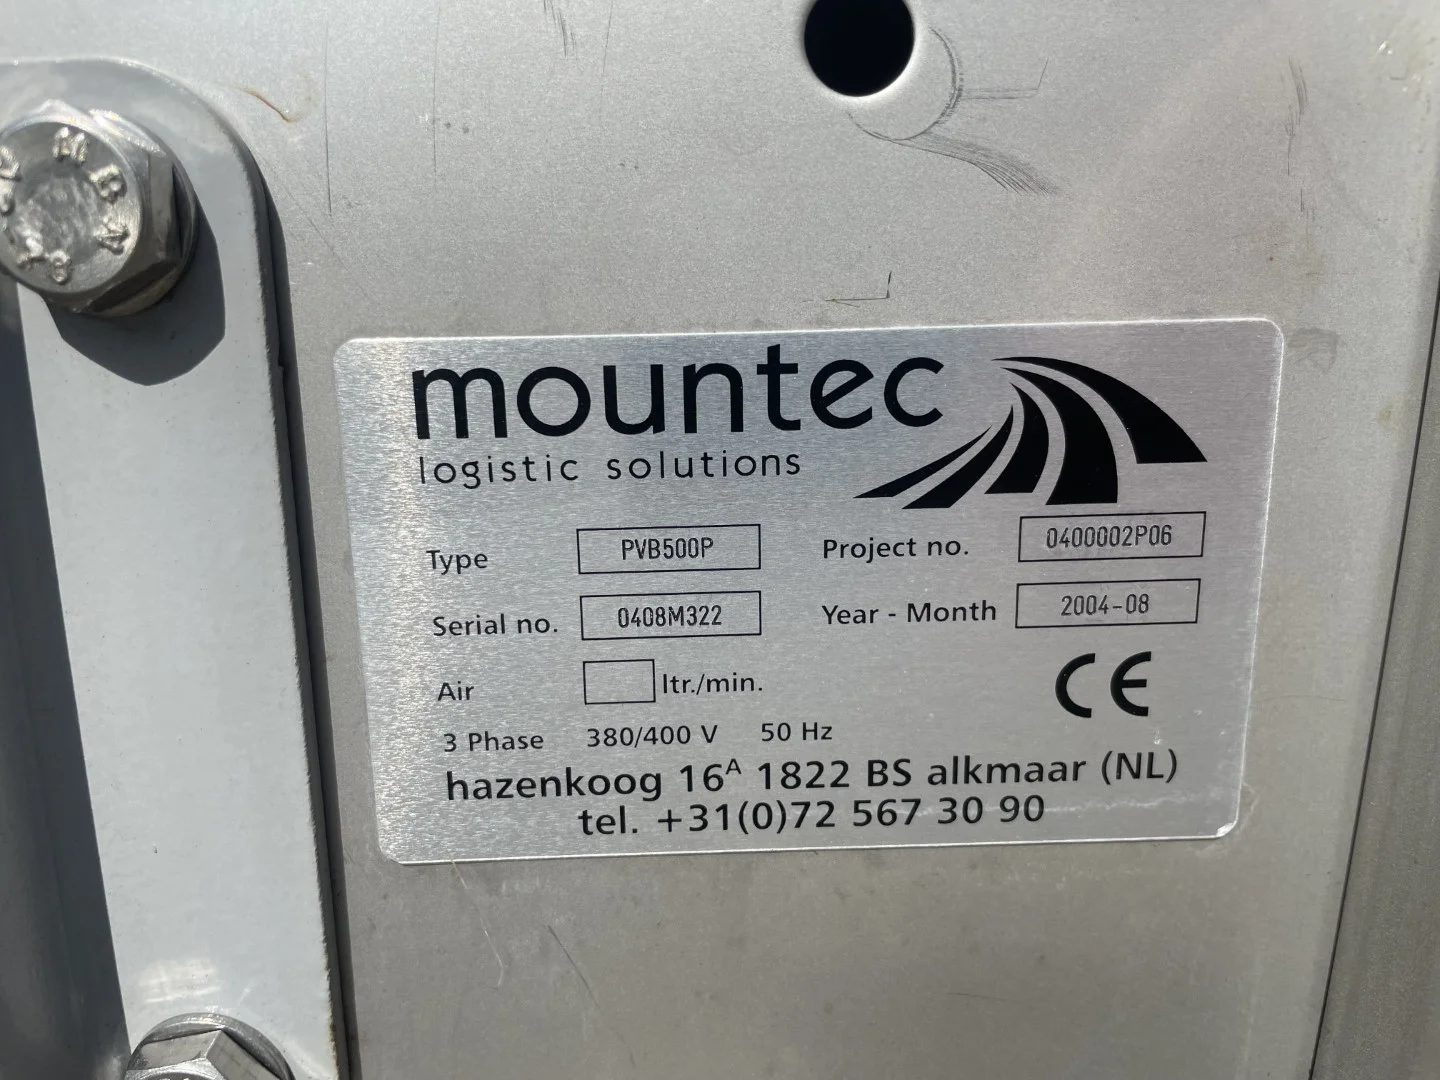 mountec
logistic solutions
Type PVB500P Project no. 0400002P06
Serial no. 0408M322 Year - Month 2004-08
Air ltr./min.
CE
3 Phase 380/400 V 50 Hz
hazenkoog 16A 1822 BS alkmaar (NL)
tel. +31(0)72 567 30 90